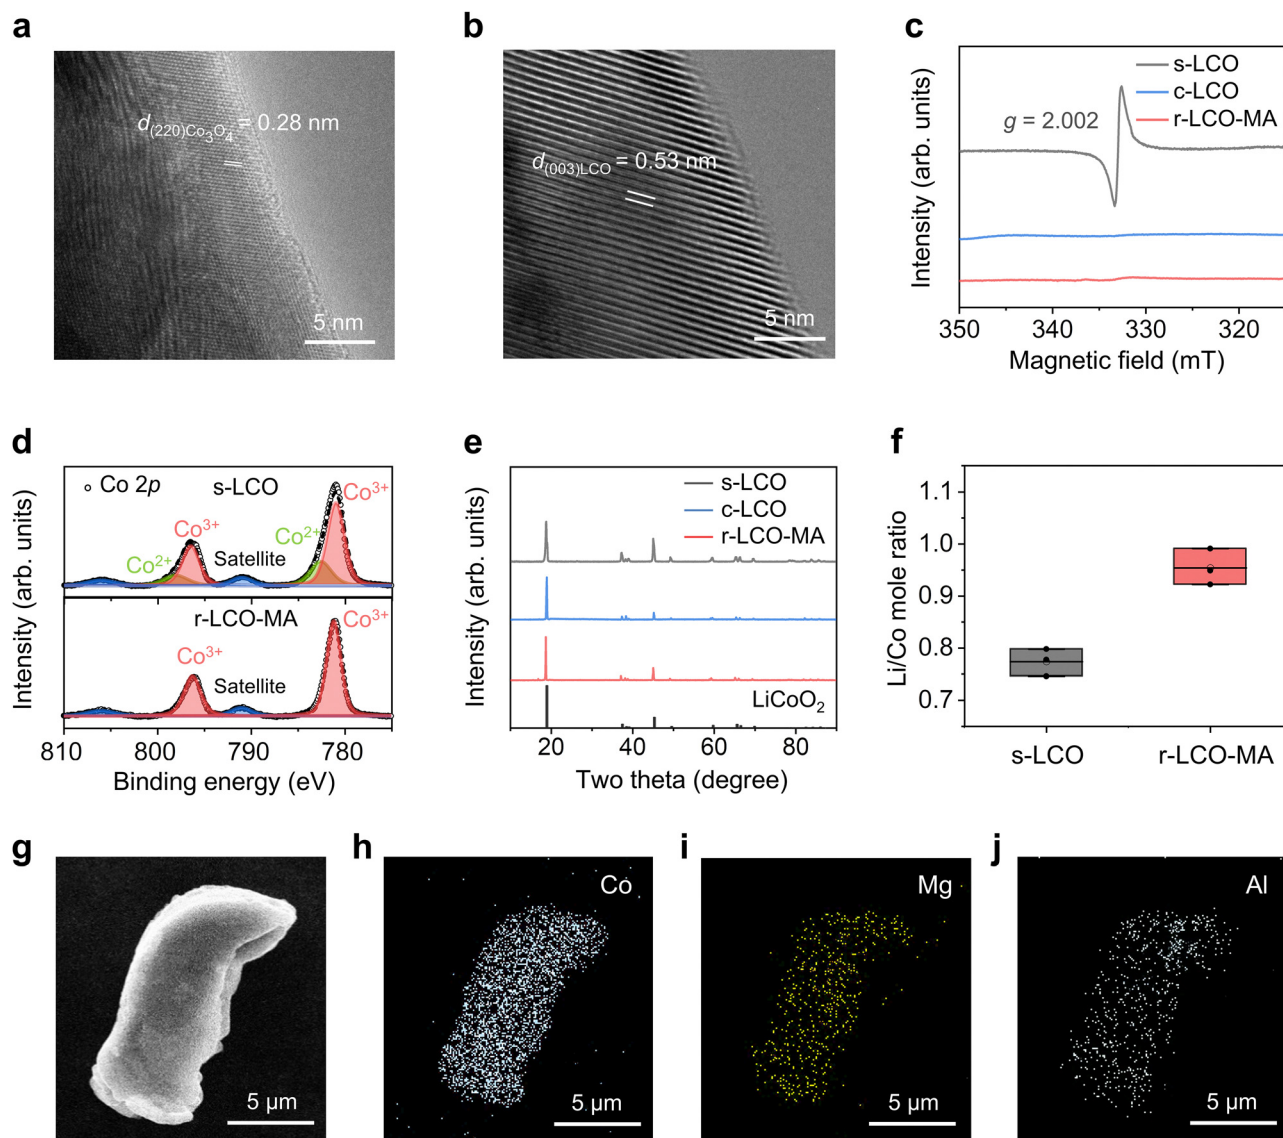 a
d(220)Co3O4 = 0.28 nm
5 nm
b
d(003)LCO = 0.53 nm
5 nm
c
Intensity (arb. units)
s-LCO
c-LCO
r-LCO-MA
g = 2.002
350 340 330 320
Magnetic field (mT)
d
Intensity (arb. units)
Co 2p
s-LCO
Co3+
Co2+
Co3+
Co2+
Satellite
r-LCO-MA
Co3+
Co3+
Satellite
810 800 790 780
Binding energy (eV)
e
Intensity (arb. units)
s-LCO
c-LCO
r-LCO-MA
LiCoO2
20 40 60 80
Two theta (degree)
f
Li/Co mole ratio
1.1
1.0
0.9
0.8
0.7
s-LCO r-LCO-MA
g
5 µm
h
Co
5 µm
i
Mg
5 µm
j
Al
5 µm